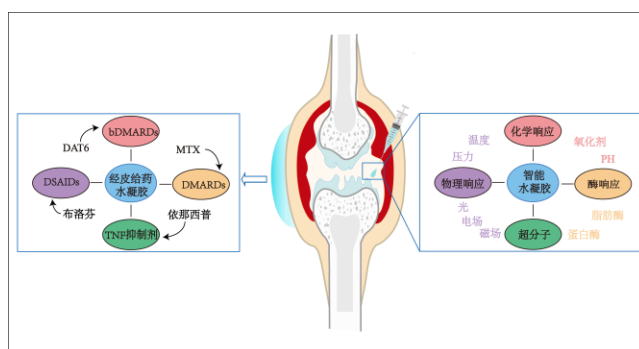 bDMARDs
DAT6
MTX
DSAIDs
经皮给药
水凝胶
DMARDs
布洛芬
依那西普
TNF抑制剂
化学响应
温度
氧化剂
压力
PH
物理响应
智能
水凝胶
酶响应
光
脂肪酶
电场
磁场
超分子
蛋白酶